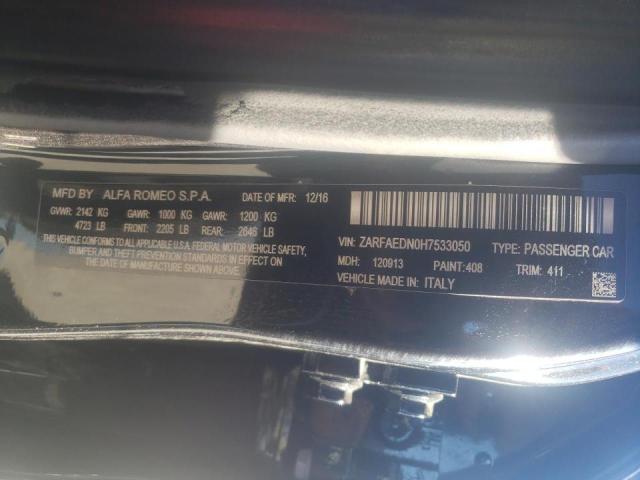 MFD BY ALFA ROMEO S.P.A. DATE OF MFR 12/16
GVWR: 2142 KG GAWR: 1000 KG GAWR: 1200 KG
4723 LB FRONT: 2205 LB REAR: 2646 LB
THIS VEHICLE CONFORMS TO ALL APPLICABLE U.S. FEDERAL MOTOR VEHICLE SAFETY,
BUMPER AND THEFT PREVENTION STANDARDS IN EFFECT ON
THE DATE OF MANUFACTURE SHOWN ABOVE
VIN: ZARFAEDN0H7533050 TYPE: PASSENGER CAR
MDH: 120913 PAINT: 408 TRIM: 411
VEHICLE MADE IN: ITALY